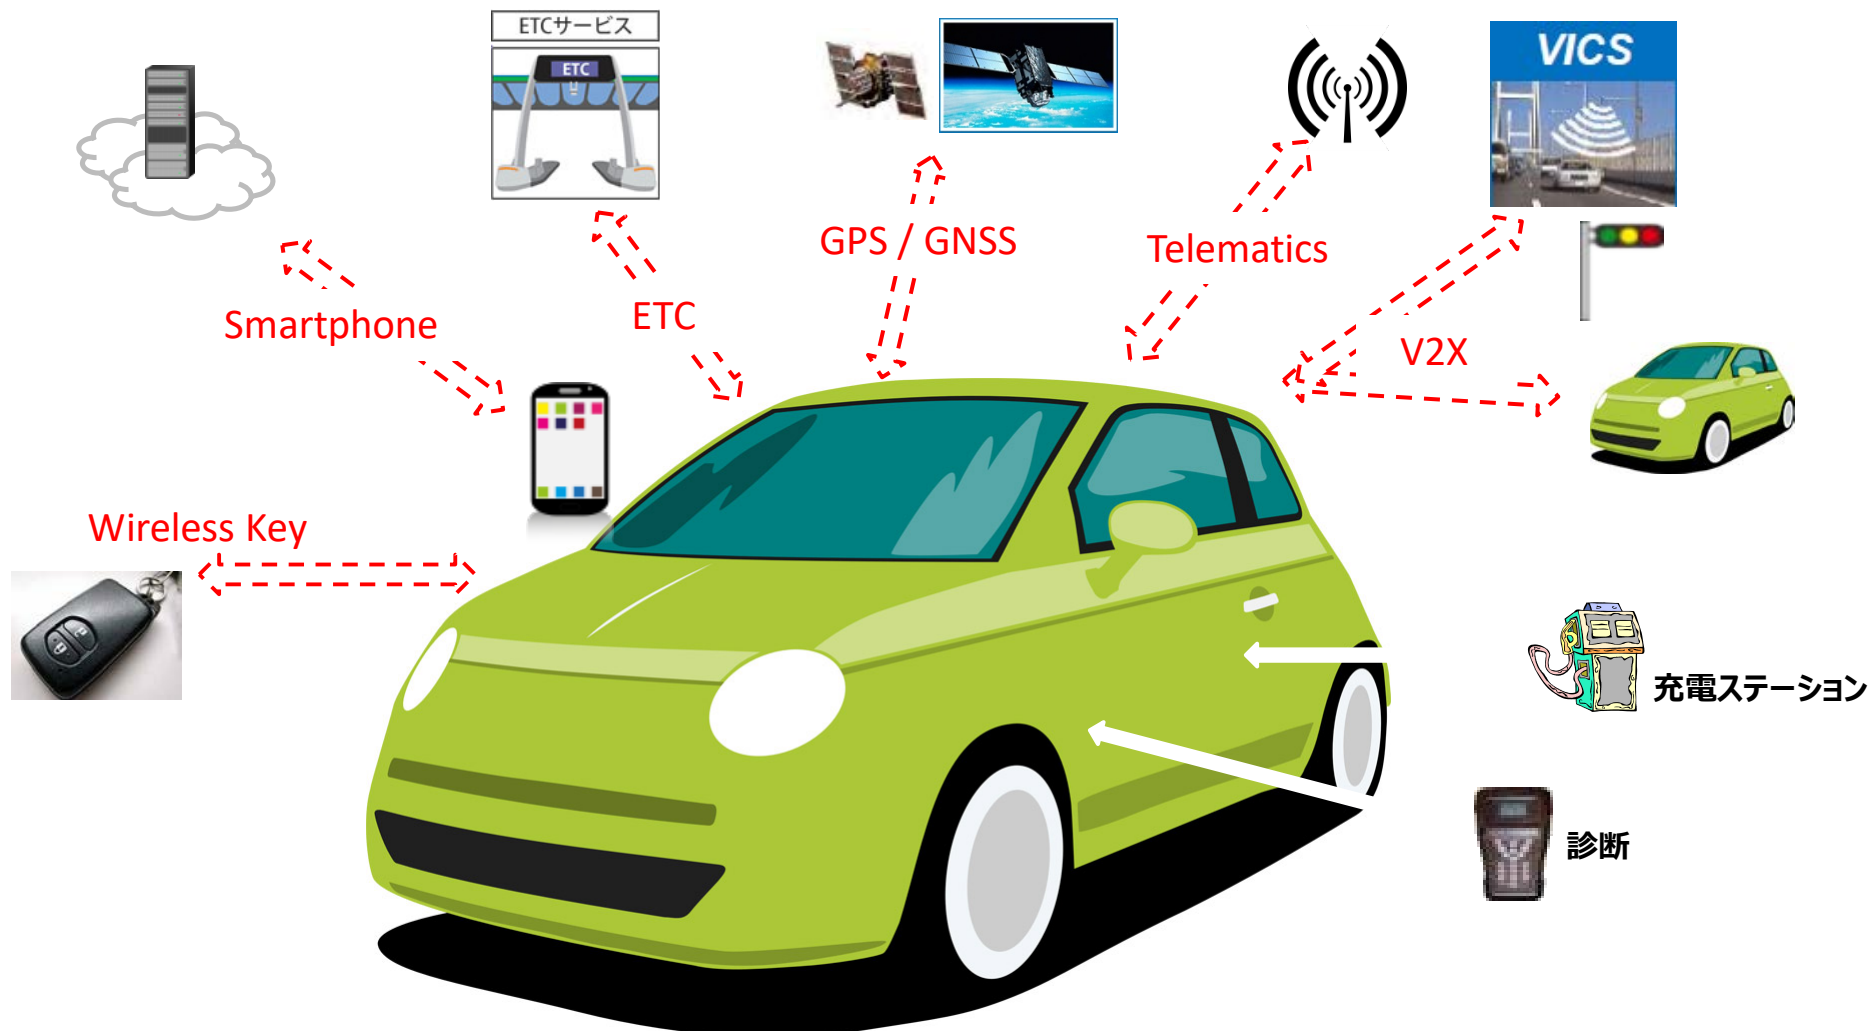 ETCサービス
ETC
VICS
GPS / GNSS
Telematics
Smartphone
ETC
V2X
Wireless Key
充電ステーション
診断